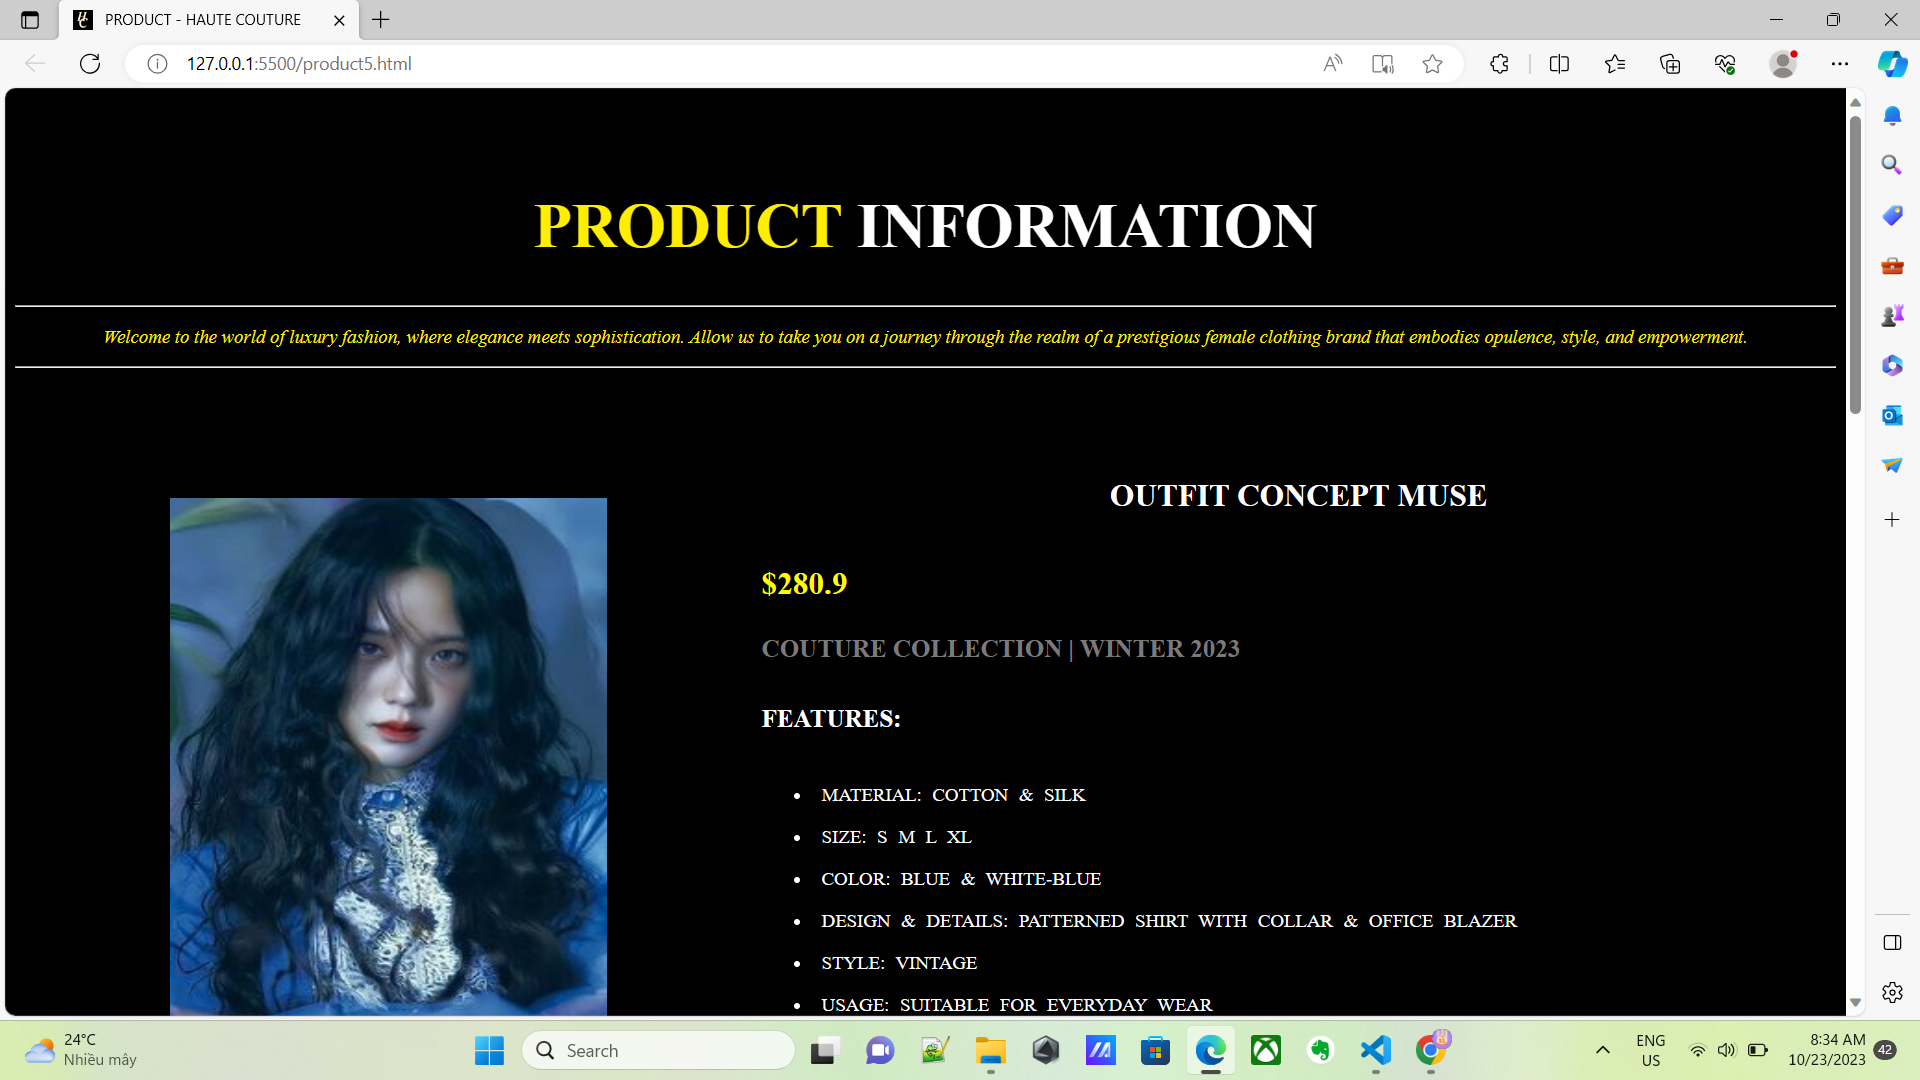 PRODUCT - HAUTE COUTURE
127.0.0.1:5500/product5.html
PRODUCT INFORMATION
Welcome to the world of luxury fashion, where elegance meets sophistication. Allow us to take you on a journey through the realm of a prestigious female clothing brand that embodies opulence, style, and empowerment.
OUTFIT CONCEPT MUSE
$280.9
COUTURE COLLECTION | WINTER 2023
FEATURES:
• MATERIAL: COTTON & SILK
• SIZE: S M L XL
• COLOR: BLUE & WHITE-BLUE
• DESIGN & DETAILS: PATTERNED SHIRT WITH COLLAR & OFFICE BLAZER
• STYLE: VINTAGE
• USAGE: SUITABLE FOR EVERYDAY WEAR
24°C
Nhiều mây
Search
ENG
US
8:34 AM
10/23/2023
42